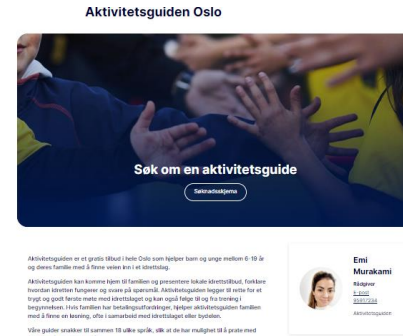 Aktivitetsguiden Oslo
Søk om en aktivitetsguide
Søknadsskjema
Aktivitetsguiden er et gratis tilbud i hele Oslo som hjelper barn og unge mellom 6-19 år
og deres familie med å finne veien inn i et idrettslag.
Aktivitetsguiden kan komme hjem til familien og presentere lokale idrettstilbud, forklare
hvordan idretten fungerer og svare på spørsmål. Aktivitetsguiden legger til rette for et
trygt og godt første møte med idrettslaget og kan også følge til og fra trening i
begynnelsen. Hvis familien har betalingsutfordringer, hjelper aktivitetsguiden familien
med å finne en løsning, ofte i samarbeid med idrettslaget eller bydelen.
Våre guider snakker til sammen 18 ulike språk, slik at de har mulighet til å prate med
Emi
Murakami
Rådgiver
e-post
Aktivitetsguiden